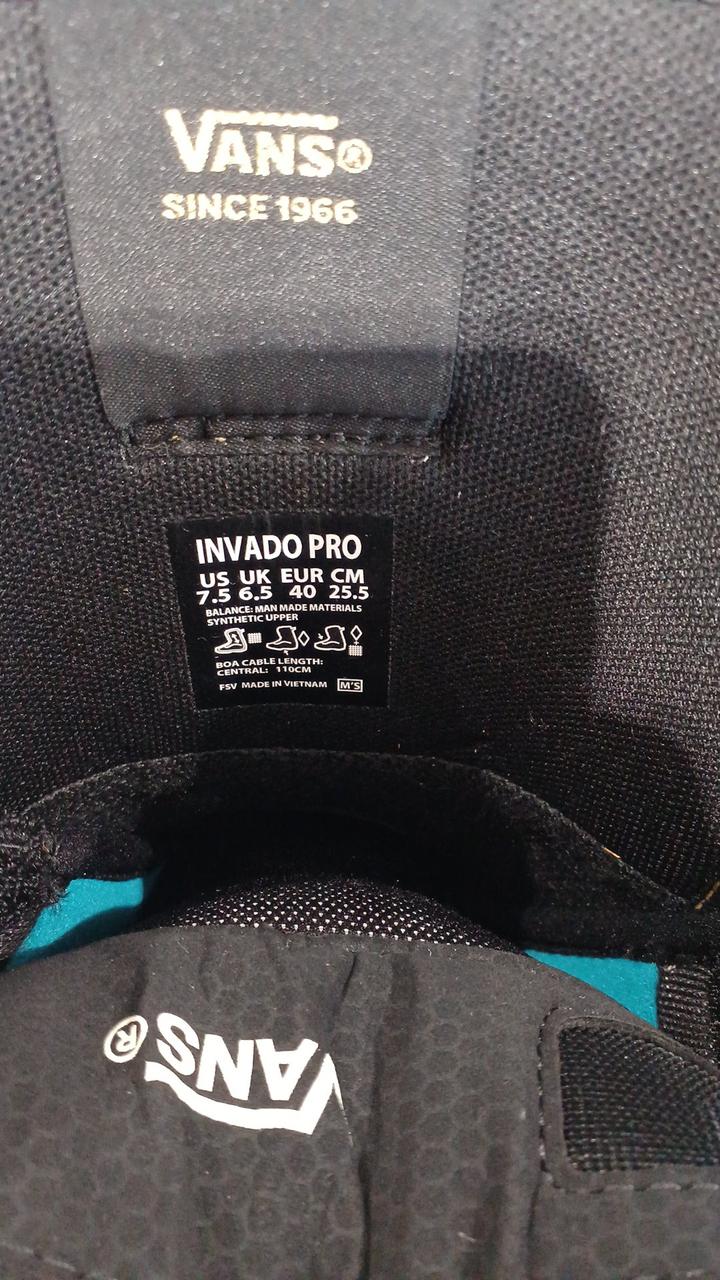 VANS®
SINCE 1966
INVADO PRO
US UK EUR CM
7.5 6.5 40 25.5
BALANCE: MAN MADE MATERIALS
SYNTHETIC UPPER
BOA CABLE LENGTH:
CENTRAL: 110CM
FSV MADE IN VIETNAM M'S
VANS®